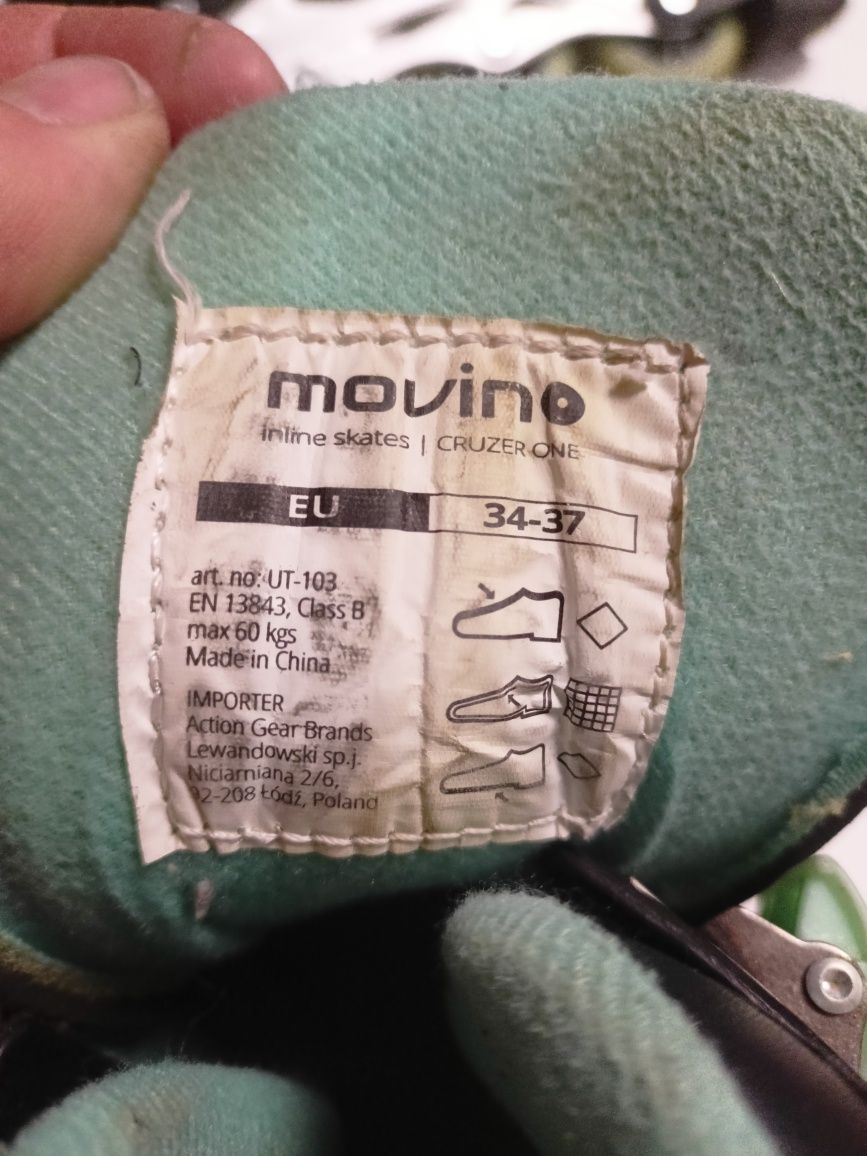 movino
inline skates | CRUZER ONE
EU 34-37
art. no: UT-103
EN 13843, Class B
max 60 kgs
Made in China
IMPORTER
Action Gear Brands
Lewandowski sp.j.
Niciarniana 2/6,
92-208 Łódź, Poland